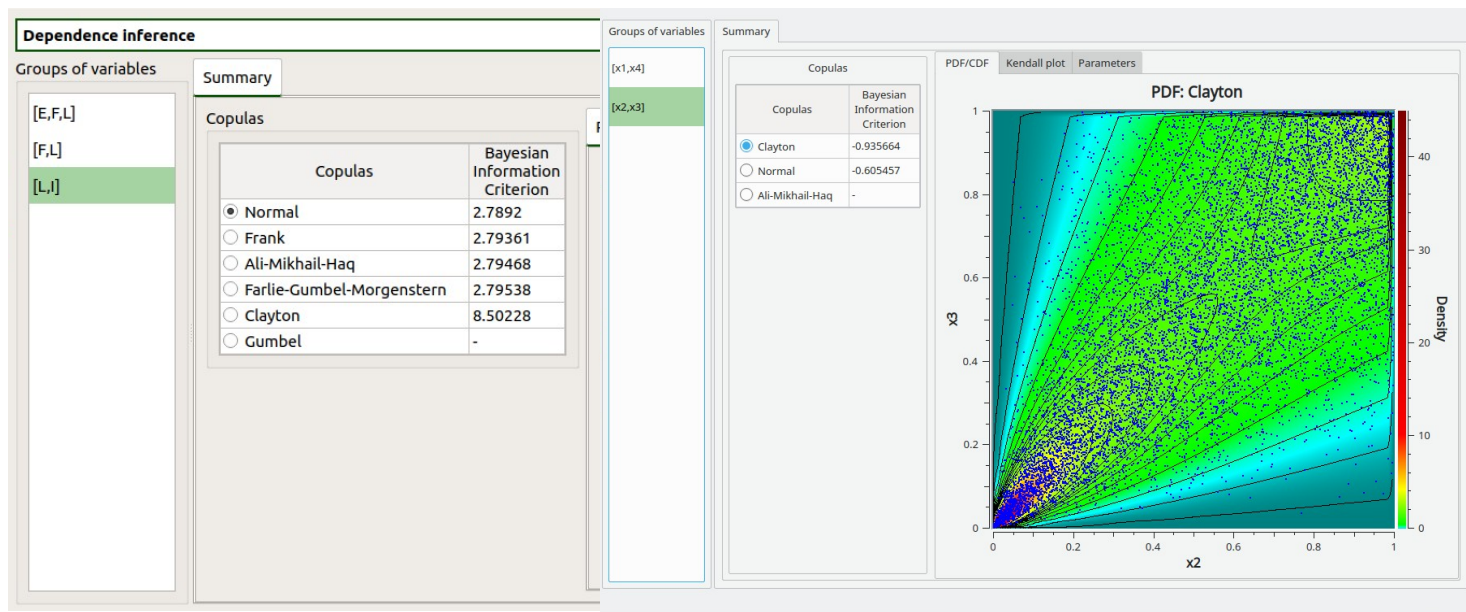 Dependence inference
Groups of variables
Summary
[E,F,L]
[F,L]
[L,I]
Copulas
Copulas Bayesian Information Criterion
Normal 2.7892
Frank 2.79361
Ali-Mikhail-Haq 2.79468
Farlie-Gumbel-Morgenstern 2.79538
Clayton 8.50228
Gumbel -
Groups of variables
Summary
[x1,x4]
[x2,x3]
Copulas
Copulas Bayesian Information Criterion
Clayton -0.935664
Normal -0.605457
Ali-Mikhail-Haq -
PDF/CDF Kendall plot Parameters
PDF: Clayton
1
0.8
0.6
0.4
0.2
0
x3
0 0.2 0.4 0.6 0.8 1
x2
40
30
20
10
0
Density